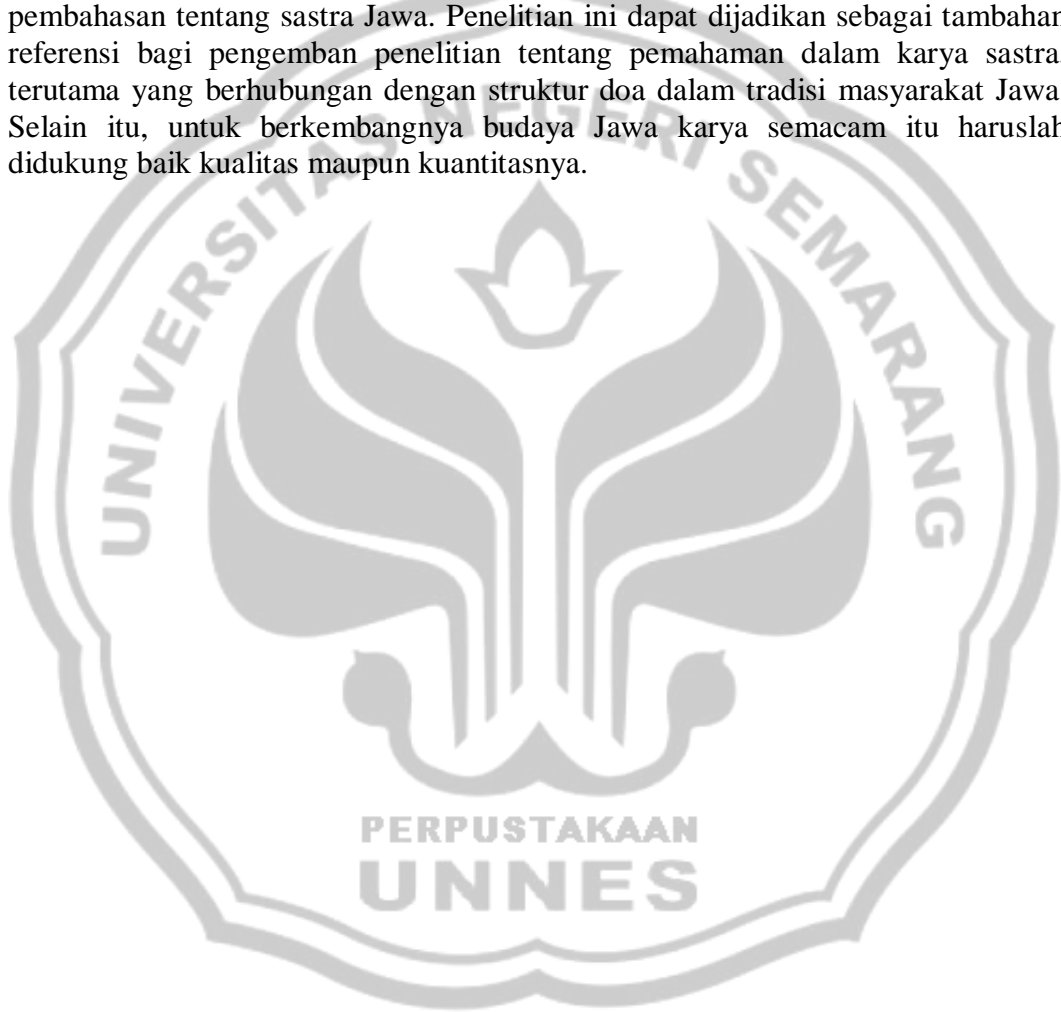 pembahasan tentang sastra Jawa. Penelitian ini dapat dijadikan sebagai tambahan
referensi bagi pengemban penelitian tentang pemahaman dalam karya sastra
terutama yang berhubungan dengan struktur doa dalam tradisi masyarakat Jawa
Selain itu, untuk berkembangnya budaya Jawa karya semacam itu haruslah
didukung baik kualitas maupun kuantitasnya.
UNIVERSITAS NEGERI SEMARANG
PERPUSTAKAAN
UNNES